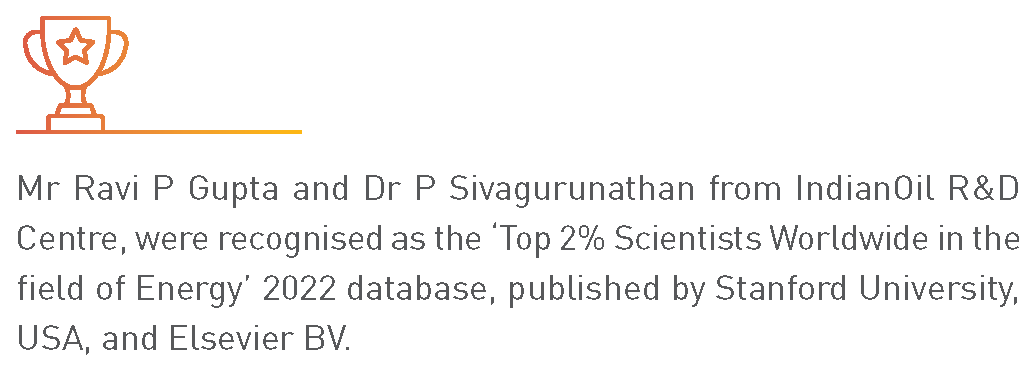 Mr Ravi P Gupta and Dr P Sivagurunathan from IndianOil R&D
Centre, were recognised as the ‘Top 2% Scientists Worldwide in the
field of Energy’ 2022 database, published by Stanford University,
USA, and Elsevier BV.